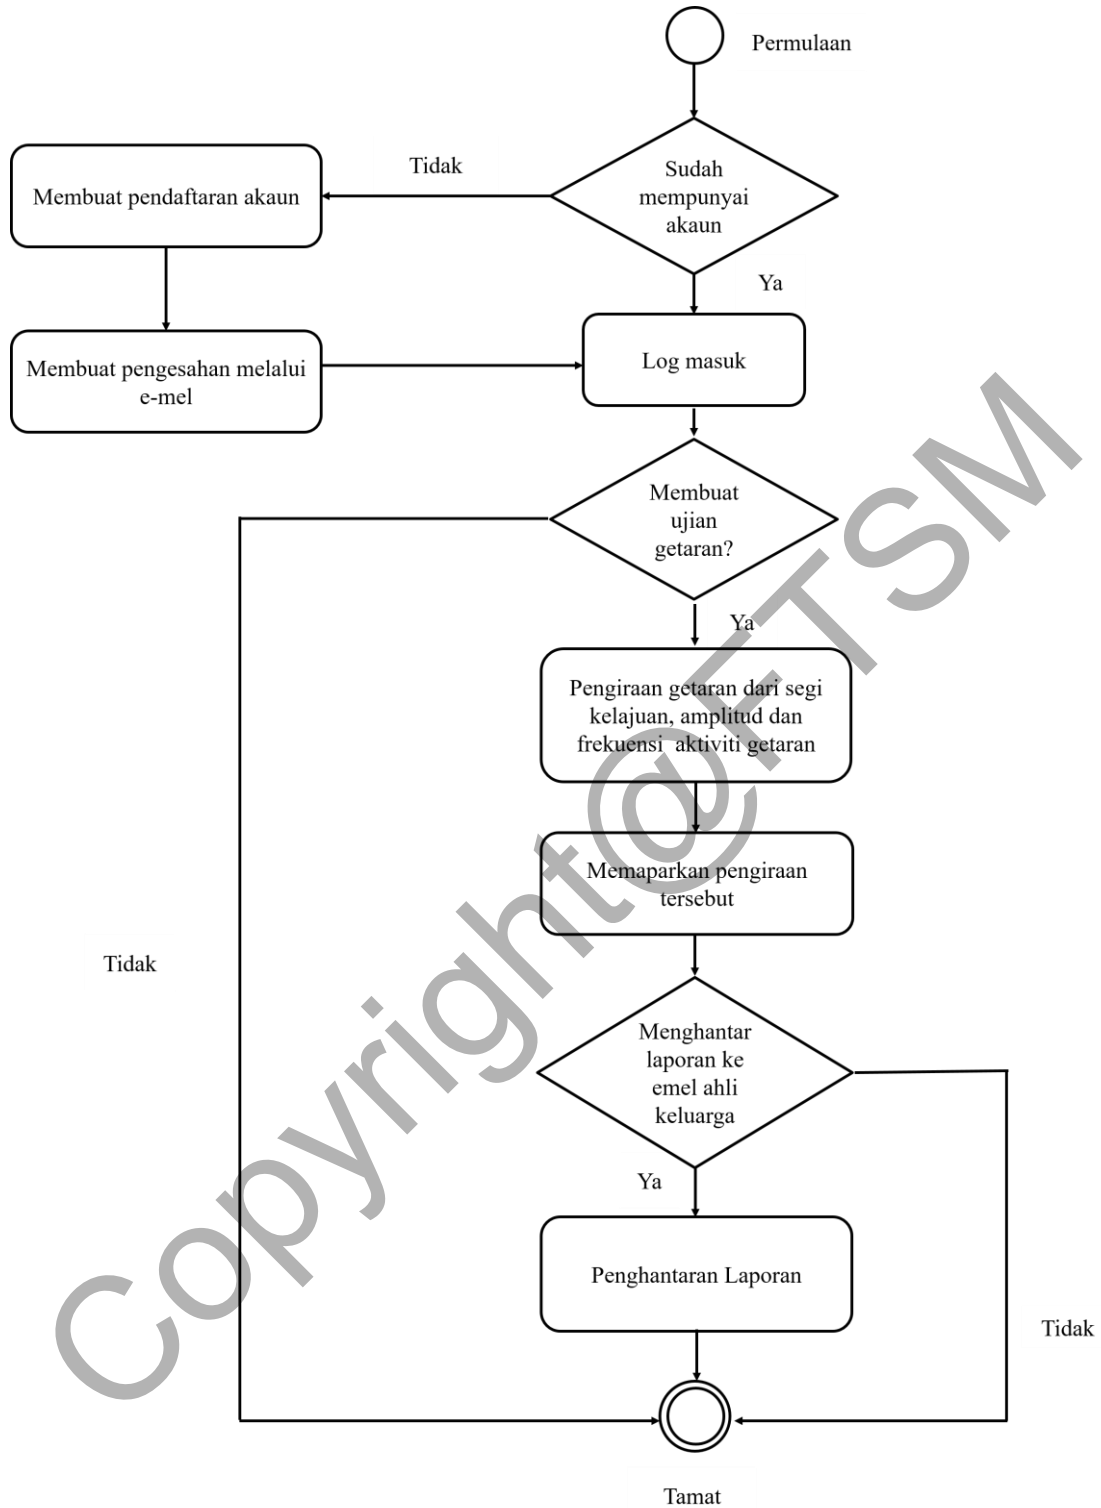 Permulaan
Sudah
mempunyai
akaun
Tidak
Membuat pendaftaran akaun
Ya
Membuat pengesahan melalui
e-mel
Log masuk
Membuat
ujian
getaran?
Ya
Pengiraan getaran dari segi
kelajuan, amplitud dan
frekuensi aktiviti getaran
Memaparkan pengiraan
tersebut
Tidak
Menghantar
laporan ke
emel ahli
keluarga
Ya
Penghantaran Laporan
Tidak
Tamat
Copyright@FTSM